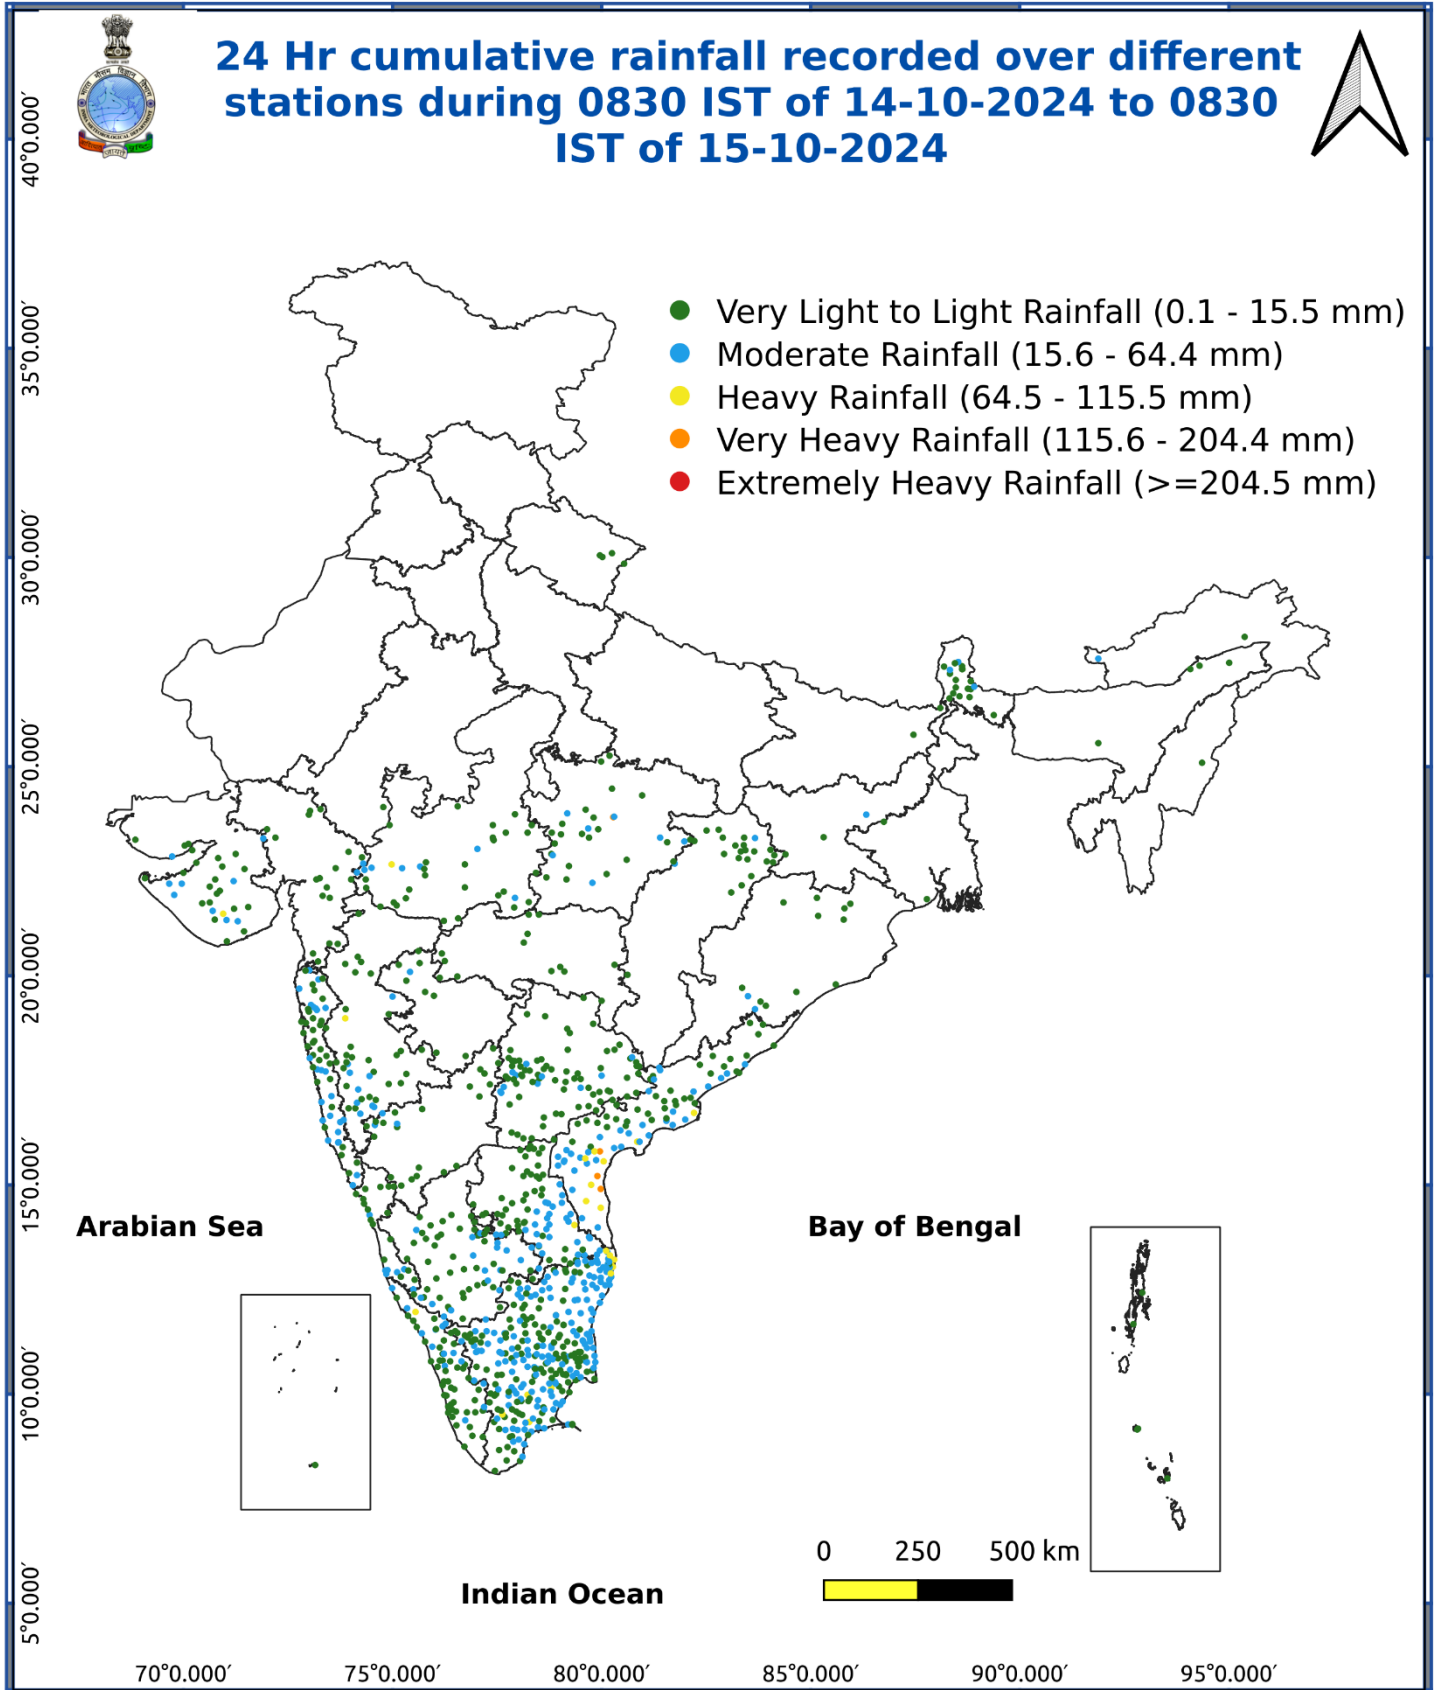 24 Hr cumulative rainfall recorded over different
stations during 0830 IST of 14-10-2024 to 0830
IST of 15-10-2024
Very Light to Light Rainfall (0.1 - 15.5 mm)
Moderate Rainfall (15.6 - 64.4 mm)
Heavy Rainfall (64.5 - 115.5 mm)
Very Heavy Rainfall (115.6 - 204.4 mm)
Extremely Heavy Rainfall (>=204.5 mm)
40°0.000′
35°0.000′
30°0.000′
25°0.000′
20°0.000′
15°0.000′
10°0.000′
5°0.000′
Arabian Sea
Bay of Bengal
Indian Ocean
0 250 500 km
70°0.000′ 75°0.000′ 80°0.000′ 85°0.000′ 90°0.000′ 95°0.000′